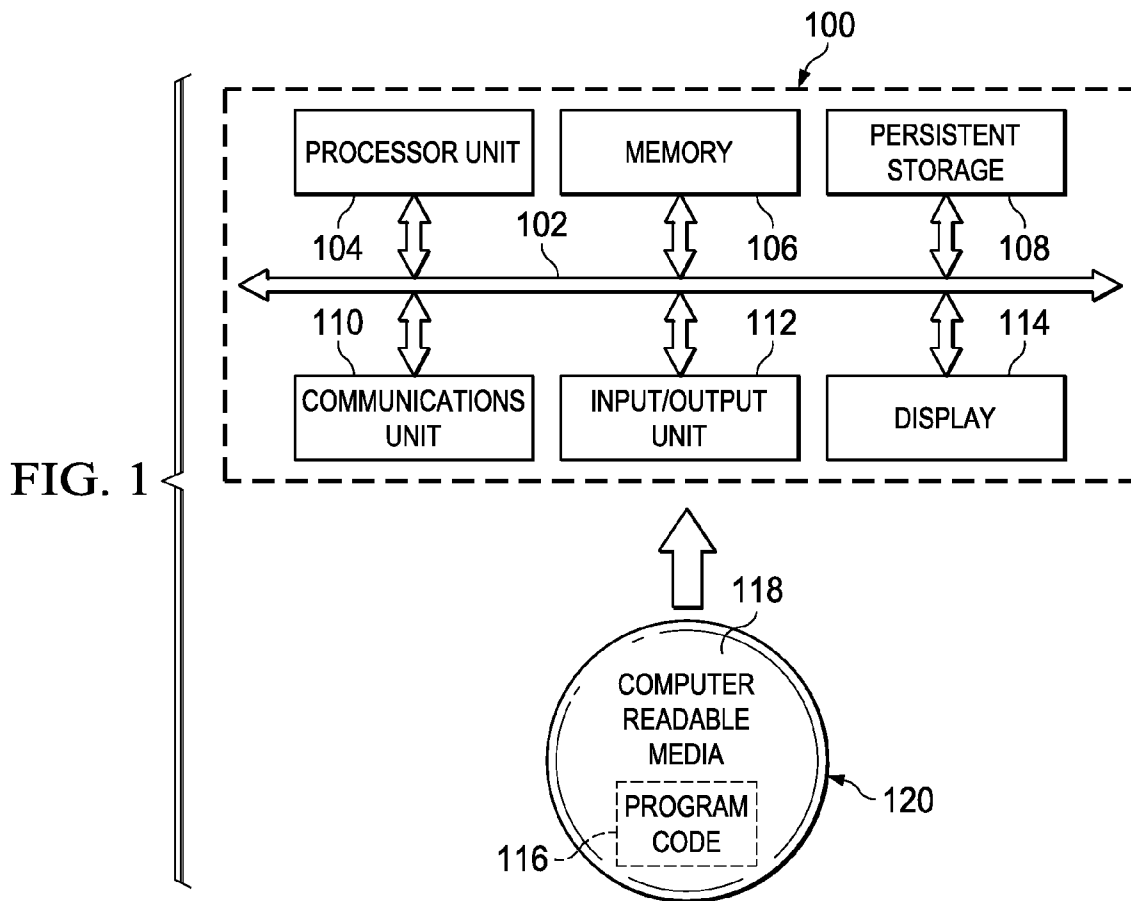 100
PROCESSOR UNIT
MEMORY
PERSISTENT
STORAGE
104
102
106
108
110
112
114
COMMUNICATIONS
UNIT
INPUT/OUTPUT
UNIT
DISPLAY
FIG. 1
118
COMPUTER
READABLE
MEDIA
120
PROGRAM
CODE
116